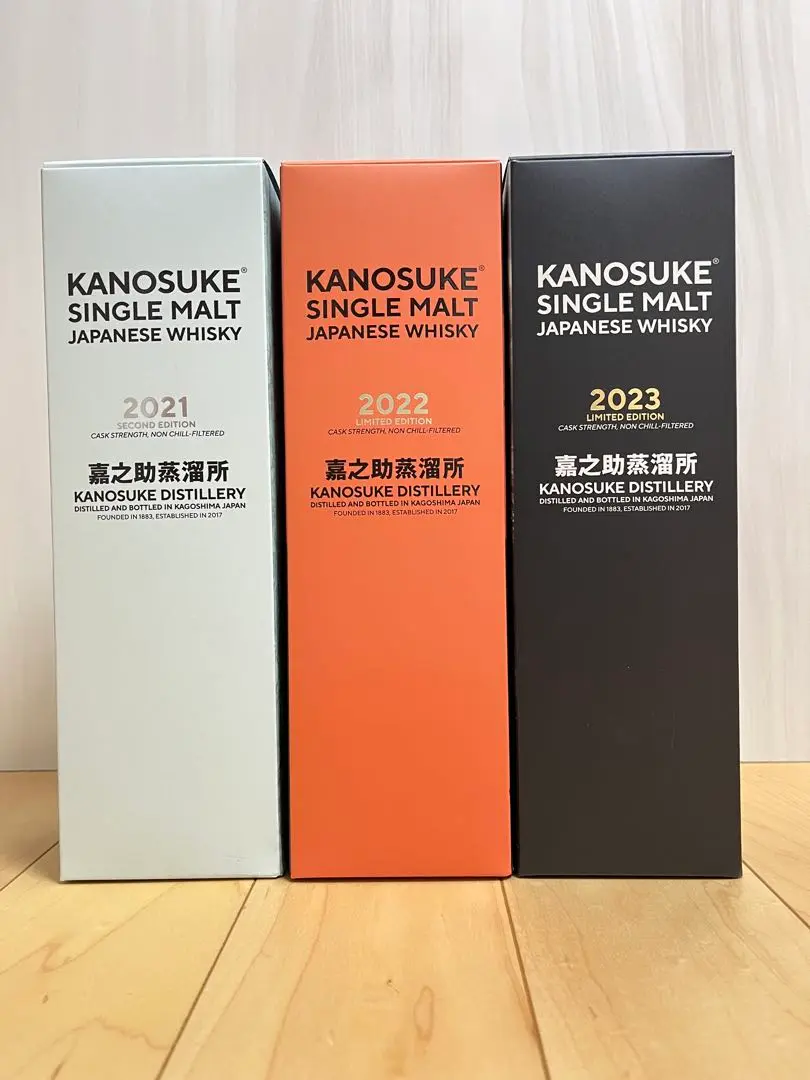 KANOSUKE®
SINGLE MALT
JAPANESE WHISKY
2021
SECOND EDITION
CASK STRENGTH, NON CHILL-FILTERED
嘉之助蒸溜所
KANOSUKE DISTILLERY
DISTILLED AND BOTTLED IN KAGOSHIMA JAPAN
FOUNDED IN 1883, ESTABLISHED IN 2017
KANOSUKE®
SINGLE MALT
JAPANESE WHISKY
2022
LIMITED EDITION
CASK STRENGTH, NON CHILL-FILTERED
嘉之助蒸溜所
KANOSUKE DISTILLERY
DISTILLED AND BOTTLED IN KAGOSHIMA JAPAN
FOUNDED IN 1883, ESTABLISHED IN 2017
KANOSUKE®
SINGLE MALT
JAPANESE WHISKY
2023
LIMITED EDITION
CASK STRENGTH, NON CHILL-FILTERED
嘉之助蒸溜所
KANOSUKE DISTILLERY
DISTILLED AND BOTTLED IN KAGOSHIMA JAPAN
FOUNDED IN 1883, ESTABLISHED IN 2017